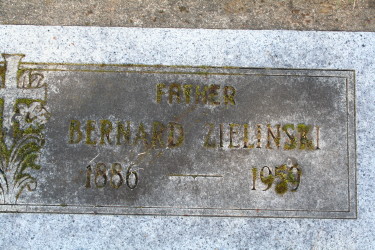 FATHER
BERNARD ZIELINSKI
1886 — 1959